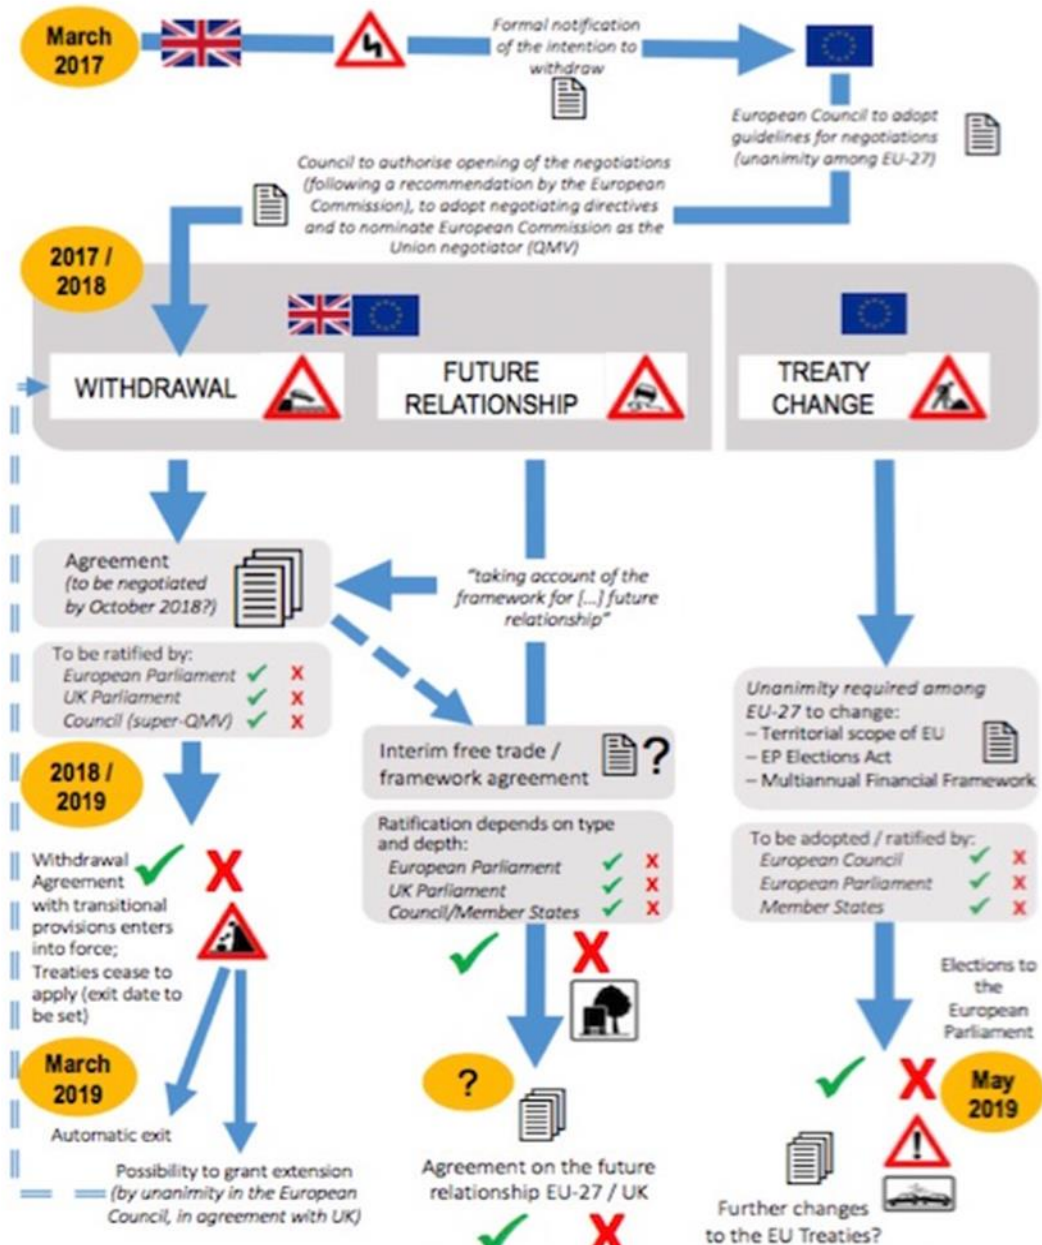 March
2017
Formal notification
of the intention to
withdraw
European Council to adopt
guidelines for negotiations
(unanimity among EU-27)
Council to authorise opening of the negotiations
(following a recommendation by the European
Commission), to adopt negotiating directives
and to nominate European Commission as the
Union negotiator (QMV)
2017 /
2018
WITHDRAWAL
FUTURE
RELATIONSHIP
TREATY
CHANGE
Agreement
(to be negotiated
by October 2018?)
"taking account of the
framework for [...] future
relationship"
To be ratified by:
European Parliament
UK Parliament
Council (super-QMV)
Unanimity required among
EU-27 to change:
– Territorial scope of EU
– EP Elections Act
– Multiannual Financial Framework
Interim free trade /
framework agreement
?
2018 /
2019
Ratification depends on type
and depth:
European Parliament
UK Parliament
Council/Member States
To be adopted / ratified by:
European Council
European Parliament
Member States
Withdrawal
Agreement
with transitional
provisions enters
into force;
Treaties cease to
apply (exit date to
be set)
Elections to
the
European
Parliament
March
2019
?
May
2019
Automatic exit
Possibility to grant extension
(by unanimity in the European
Council, in agreement with UK)
Agreement on the future
relationship EU-27 / UK
Further changes
to the EU Treaties?